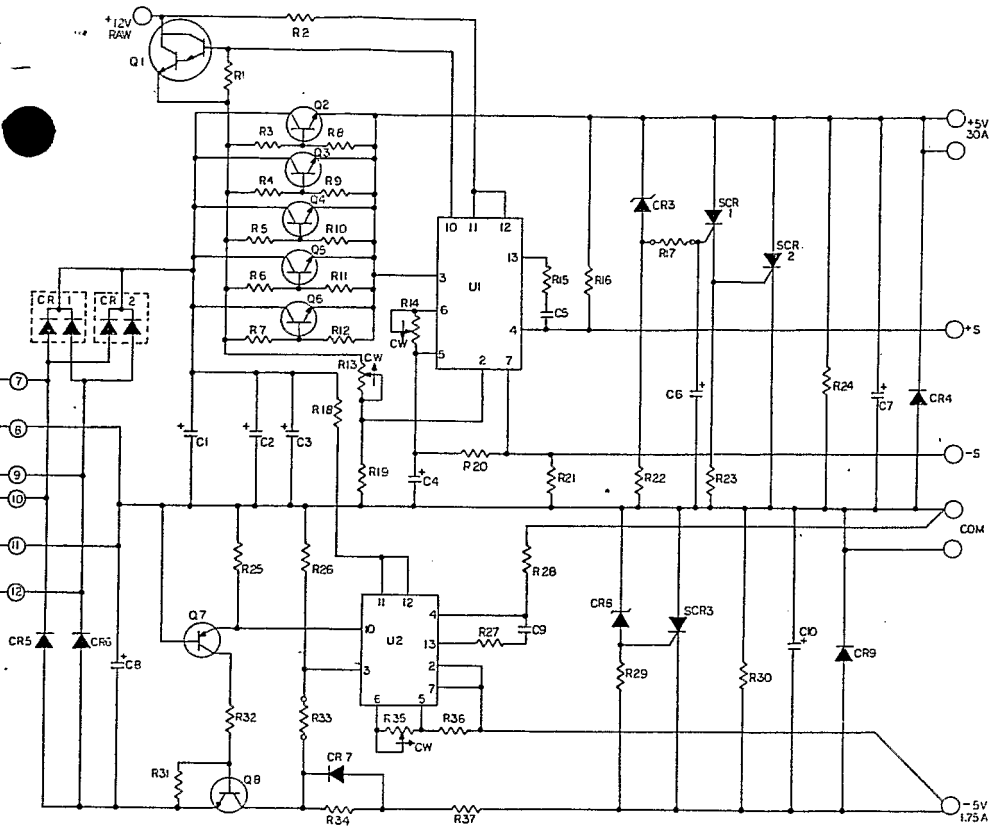 +12V
RAW
R2
Q1
R1
Q2
+5V
30A
R3
R8
Q3
R4
R9
Q4
CR3
SCR
1
R5
R10
10
11
12
R17
SCR
2
Q5
13
R6
R11
3
U1
R15
R16
CR 1
CR 2
Q6
R14
6
C5
R7
R12
CW
4
+S
5
2
7
R13
CW
7
R24
C6
+
+
C7
CR4
R18
6
+
C1
+
C2
+
C3
-S
R20
9
R19
+
C4
R21
R22
R23
10
COM
11
R25
R26
R28
11
12
12
CR8
SCR3
Q7
4
U2
C9
10
R27
13
C10
+
CR5
CR6
+
C8
3
2
CR9
R29
7
R30
6
5
R32
R33
R35
R36
CW
CR 7
R31
Q8
-5V
1.75A
R34
R37